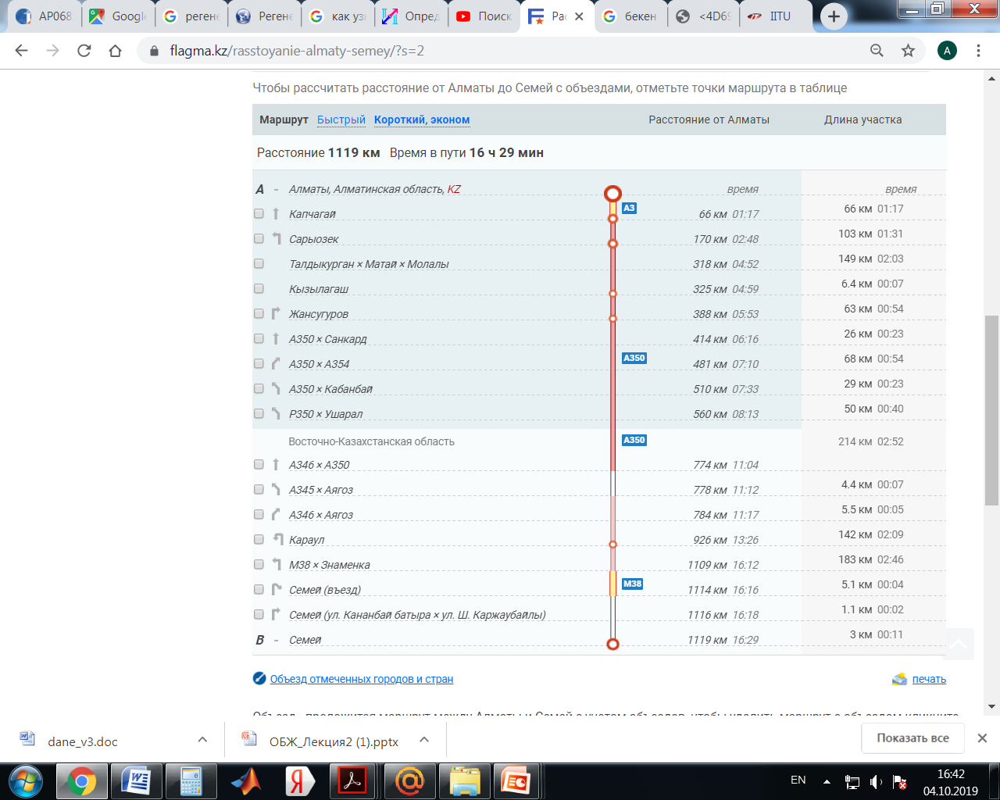 AP068
Google
регене
Регене
как узн
Опред
Поиск
Рас
бекен
<4D69
IITU
flagma.kz/rasstoyanie-almaty-semey/?s=2
A
Чтобы рассчитать расстояние от Алматы до Семей с объездами, отметьте точки маршрута в таблице
Маршрут Быстрый Короткий, эконом Расстояние от Алматы Длина участка
Расстояние 1119 км Время в пути 16 ч 29 мин
A - Алматы, Алматинская область, KZ время время
Капчагай A3 66 км 01:17 66 км 01:17
Сарыозек 170 км 02:48 103 км 01:31
Талдыкурган × Матай × Молалы 318 км 04:52 149 км 02:03
Кызылагаш 325 км 04:59 6.4 км 00:07
Жансугуров 388 км 05:53 63 км 00:54
А350 × Санкард 414 км 06:16 26 км 00:23
А350 × А354 A350 481 км 07:10 68 км 00:54
А350 × Кабанбай 510 км 07:33 29 км 00:23
Р350 × Ушарал 560 км 08:13 50 км 00:40
Восточно-Казахстанская область A350 214 км 02:52
А346 × А350 774 км 11:04
А345 × Аягоз 778 км 11:12 4.4 км 00:07
А346 × Аягоз 784 км 11:17 5.5 км 00:05
Караул 926 км 13:26 142 км 02:09
М38 × Знаменка 1109 км 16:12 183 км 02:46
Семей (въезд) M38 1114 км 16:16 5.1 км 00:04
Семей (ул. Кананбай батыра × ул. Ш. Каржаубайлы) 1116 км 16:18 1.1 км 00:02
B - Семей 1119 км 16:29 3 км 00:11
Объезд отмеченных городов и стран печать
dane_v3.doc
ОБЖ_Лекция2 (1).pptx
Показать все
EN
16:42
04.10.2019